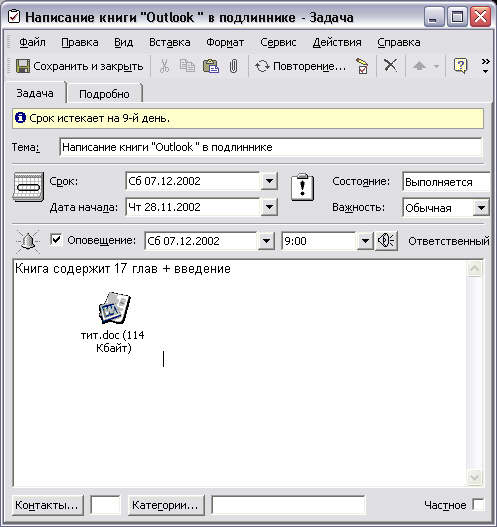 Написание книги "Outlook " в подлиннике - Задача
Файл Правка Вид Вставка Формат Сервис Действия Справка
Сохранить и закрыть Повторение...
Задача Подробно
Срок истекает на 9-й день.
Тема: Написание книги "Outlook " в подлиннике
Срок: Сб 07.12.2002 Состояние: Выполняется
Дата начала: Чт 28.11.2002 Важность: Обычная
Оповещение: Сб 07.12.2002 9:00 Ответственный
Книга содержит 17 глав + введение
тит.doc (114
Кбайт)
Контакты... Категории... Частное